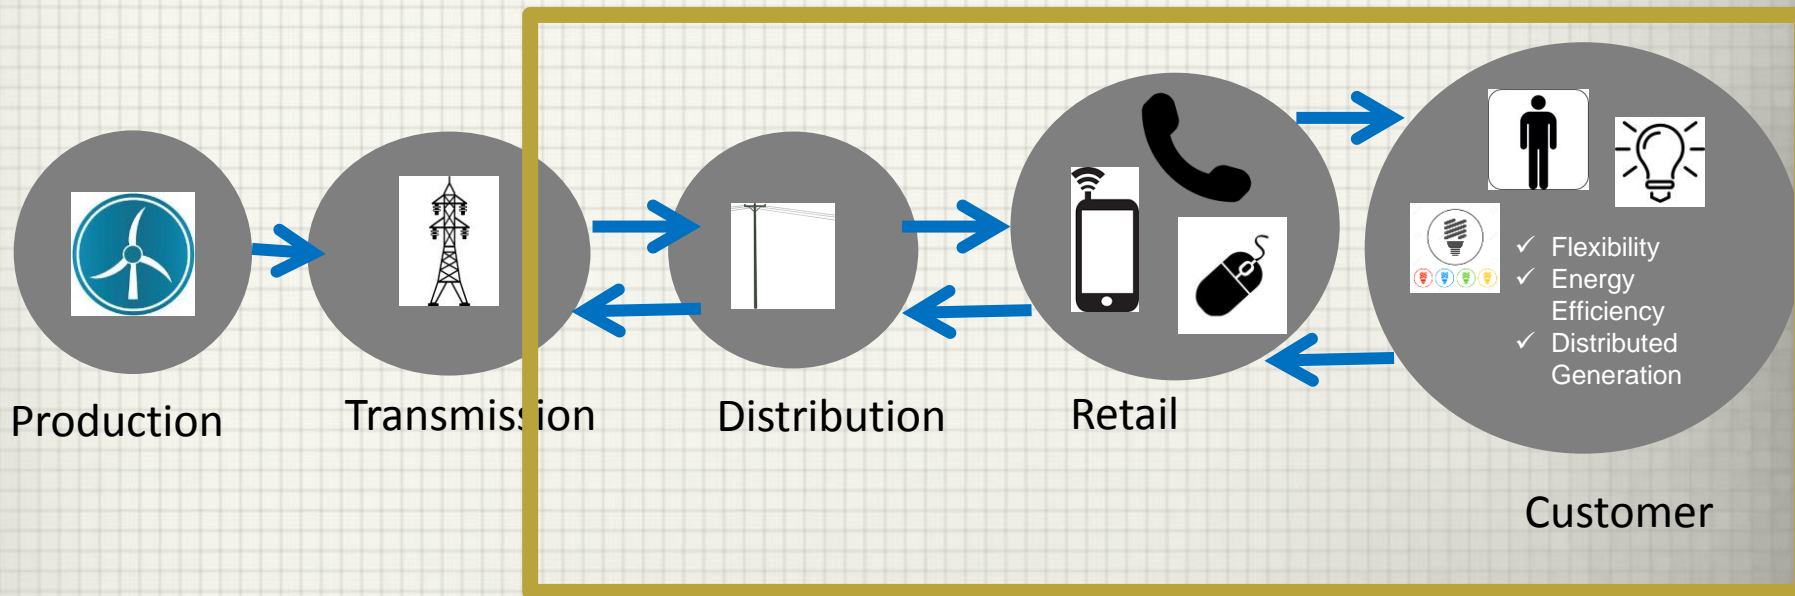 Production
Transmission
Distribution
Retail
✓ Flexibility
✓ Energy
Efficiency
✓ Distributed
Generation
Customer